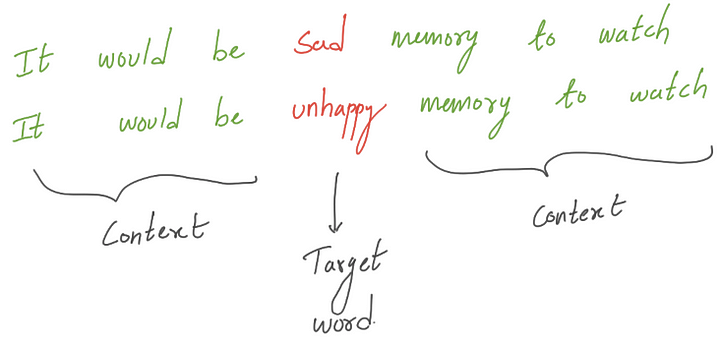 It would be sad memory to watch
It would be unhappy memory to watch
Context
Context
Target
word.